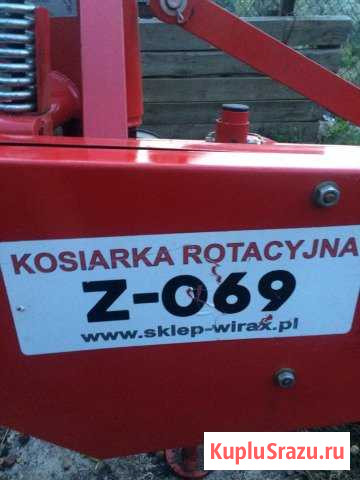 KOSIARKA ROTACYJNA
Z-069
www.sklep-wirax.pl
KupluSrazu.ru